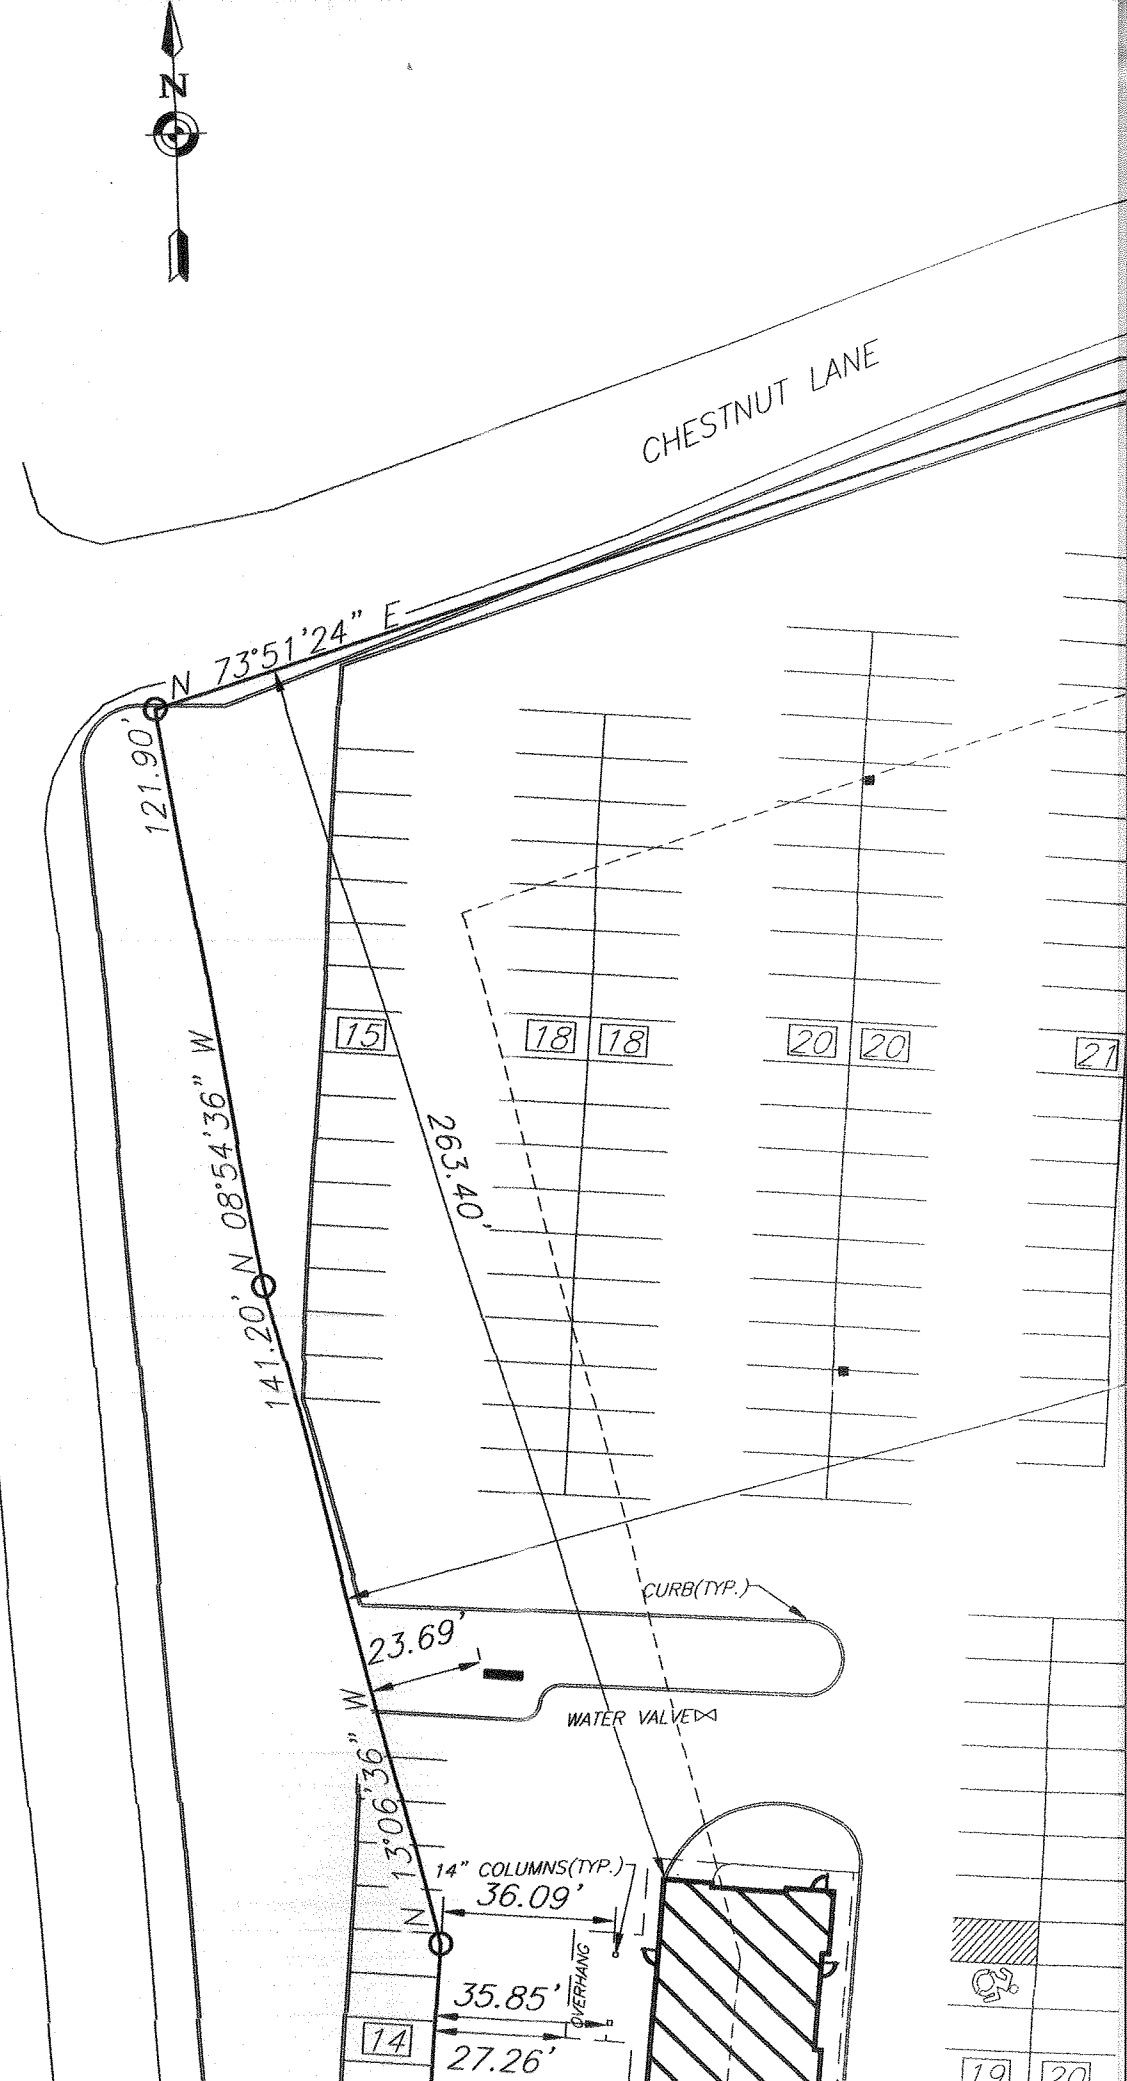 N
CHESTNUT LANE
N 73°51'24" E
121.90'
N 08°54'36" W
15
18
18
20
20
21
263.40'
141.20'
CURB(TYP.)
23.69'
WATER VALVE
N 13°06'36" W
14" COLUMNS(TYP.)
36.09'
OVERHANG
35.85'
14
27.26'
19
20